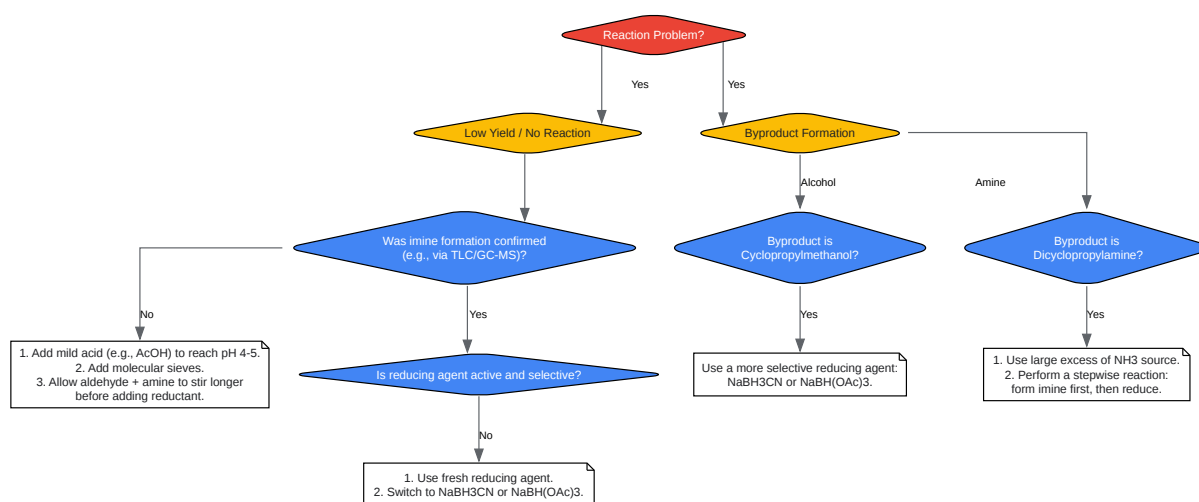 Reaction Problem?
Yes
Yes
Low Yield / No Reaction
Byproduct Formation
Alcohol
Amine
Was imine formation confirmed
(e.g., via TLC/GC-MS)?
Byproduct is
Cyclopropylmethanol?
Byproduct is
Dicyclopropylamine?
No
Yes
Yes
Yes
1. Add mild acid (e.g., AcOH) to reach pH 4-5.
2. Add molecular sieves.
3. Allow aldehyde + amine to stir longer
before adding reductant.
Is reducing agent active and selective?
Use a more selective reducing agent:
NaBH3CN or NaBH(OAc)3.
1. Use large excess of NH3 source.
2. Perform a stepwise reaction:
form imine first, then reduce.
No
1. Use fresh reducing agent.
2. Switch to NaBH3CN or NaBH(OAc)3.